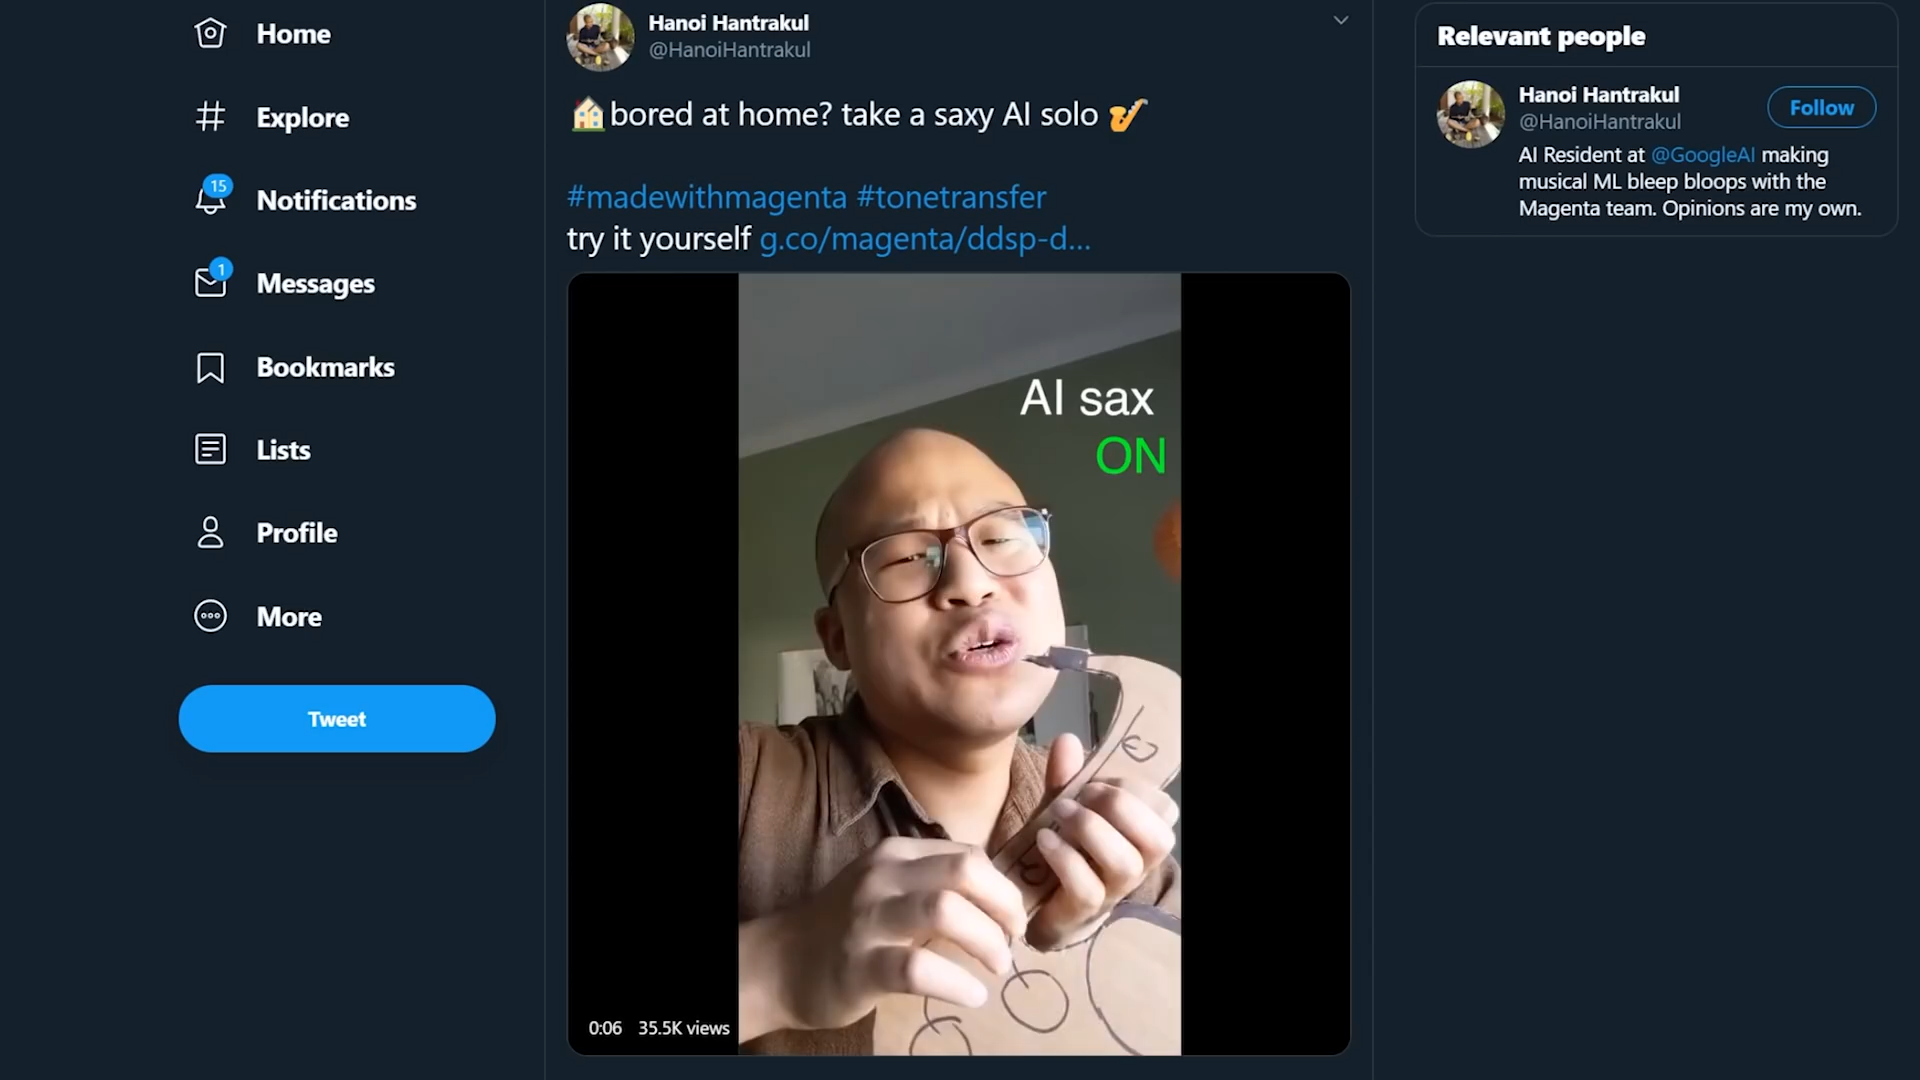 Home
Explore
15
Notifications
1
Messages
Bookmarks
Lists
Profile
More
Tweet
Hanoi Hantrakul
@HanoiHantrakul
bored at home? take a saxy AI solo
#madewithmagenta #tonetransfer
try it yourself g.co/magenta/ddsp-d...
AI sax
ON
0:06 35.5K views
Relevant people
Hanoi Hantrakul
@HanoiHantrakul
Follow
AI Resident at @GoogleAI making
musical ML bleep bloops with the
Magenta team. Opinions are my own.